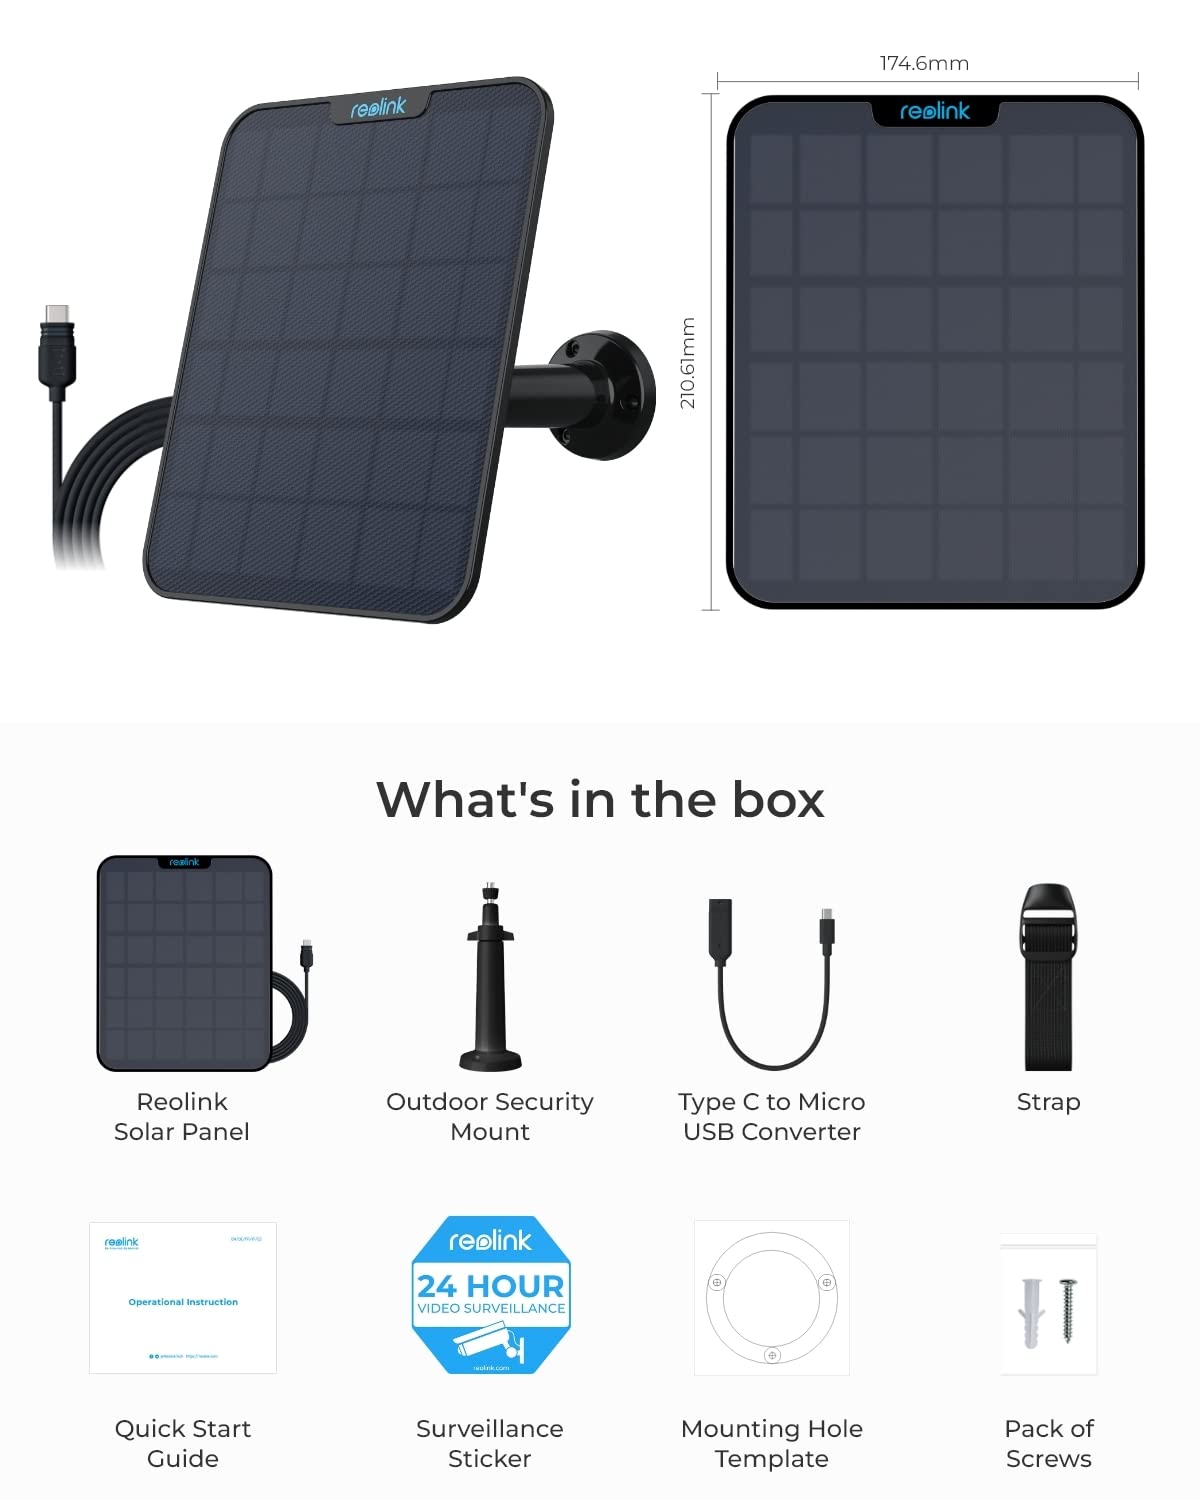 reolink
174.6mm
reolink
210.61mm
What's in the box
reolink
Reolink
Solar Panel
Outdoor Security
Mount
Type C to Micro
USB Converter
Strap
reolink
Operational Instruction
reolink
24 HOUR
VIDEO SURVEILLANCE
reolink.com
Quick Start
Guide
Surveillance
Sticker
Mounting Hole
Template
Pack of
Screws